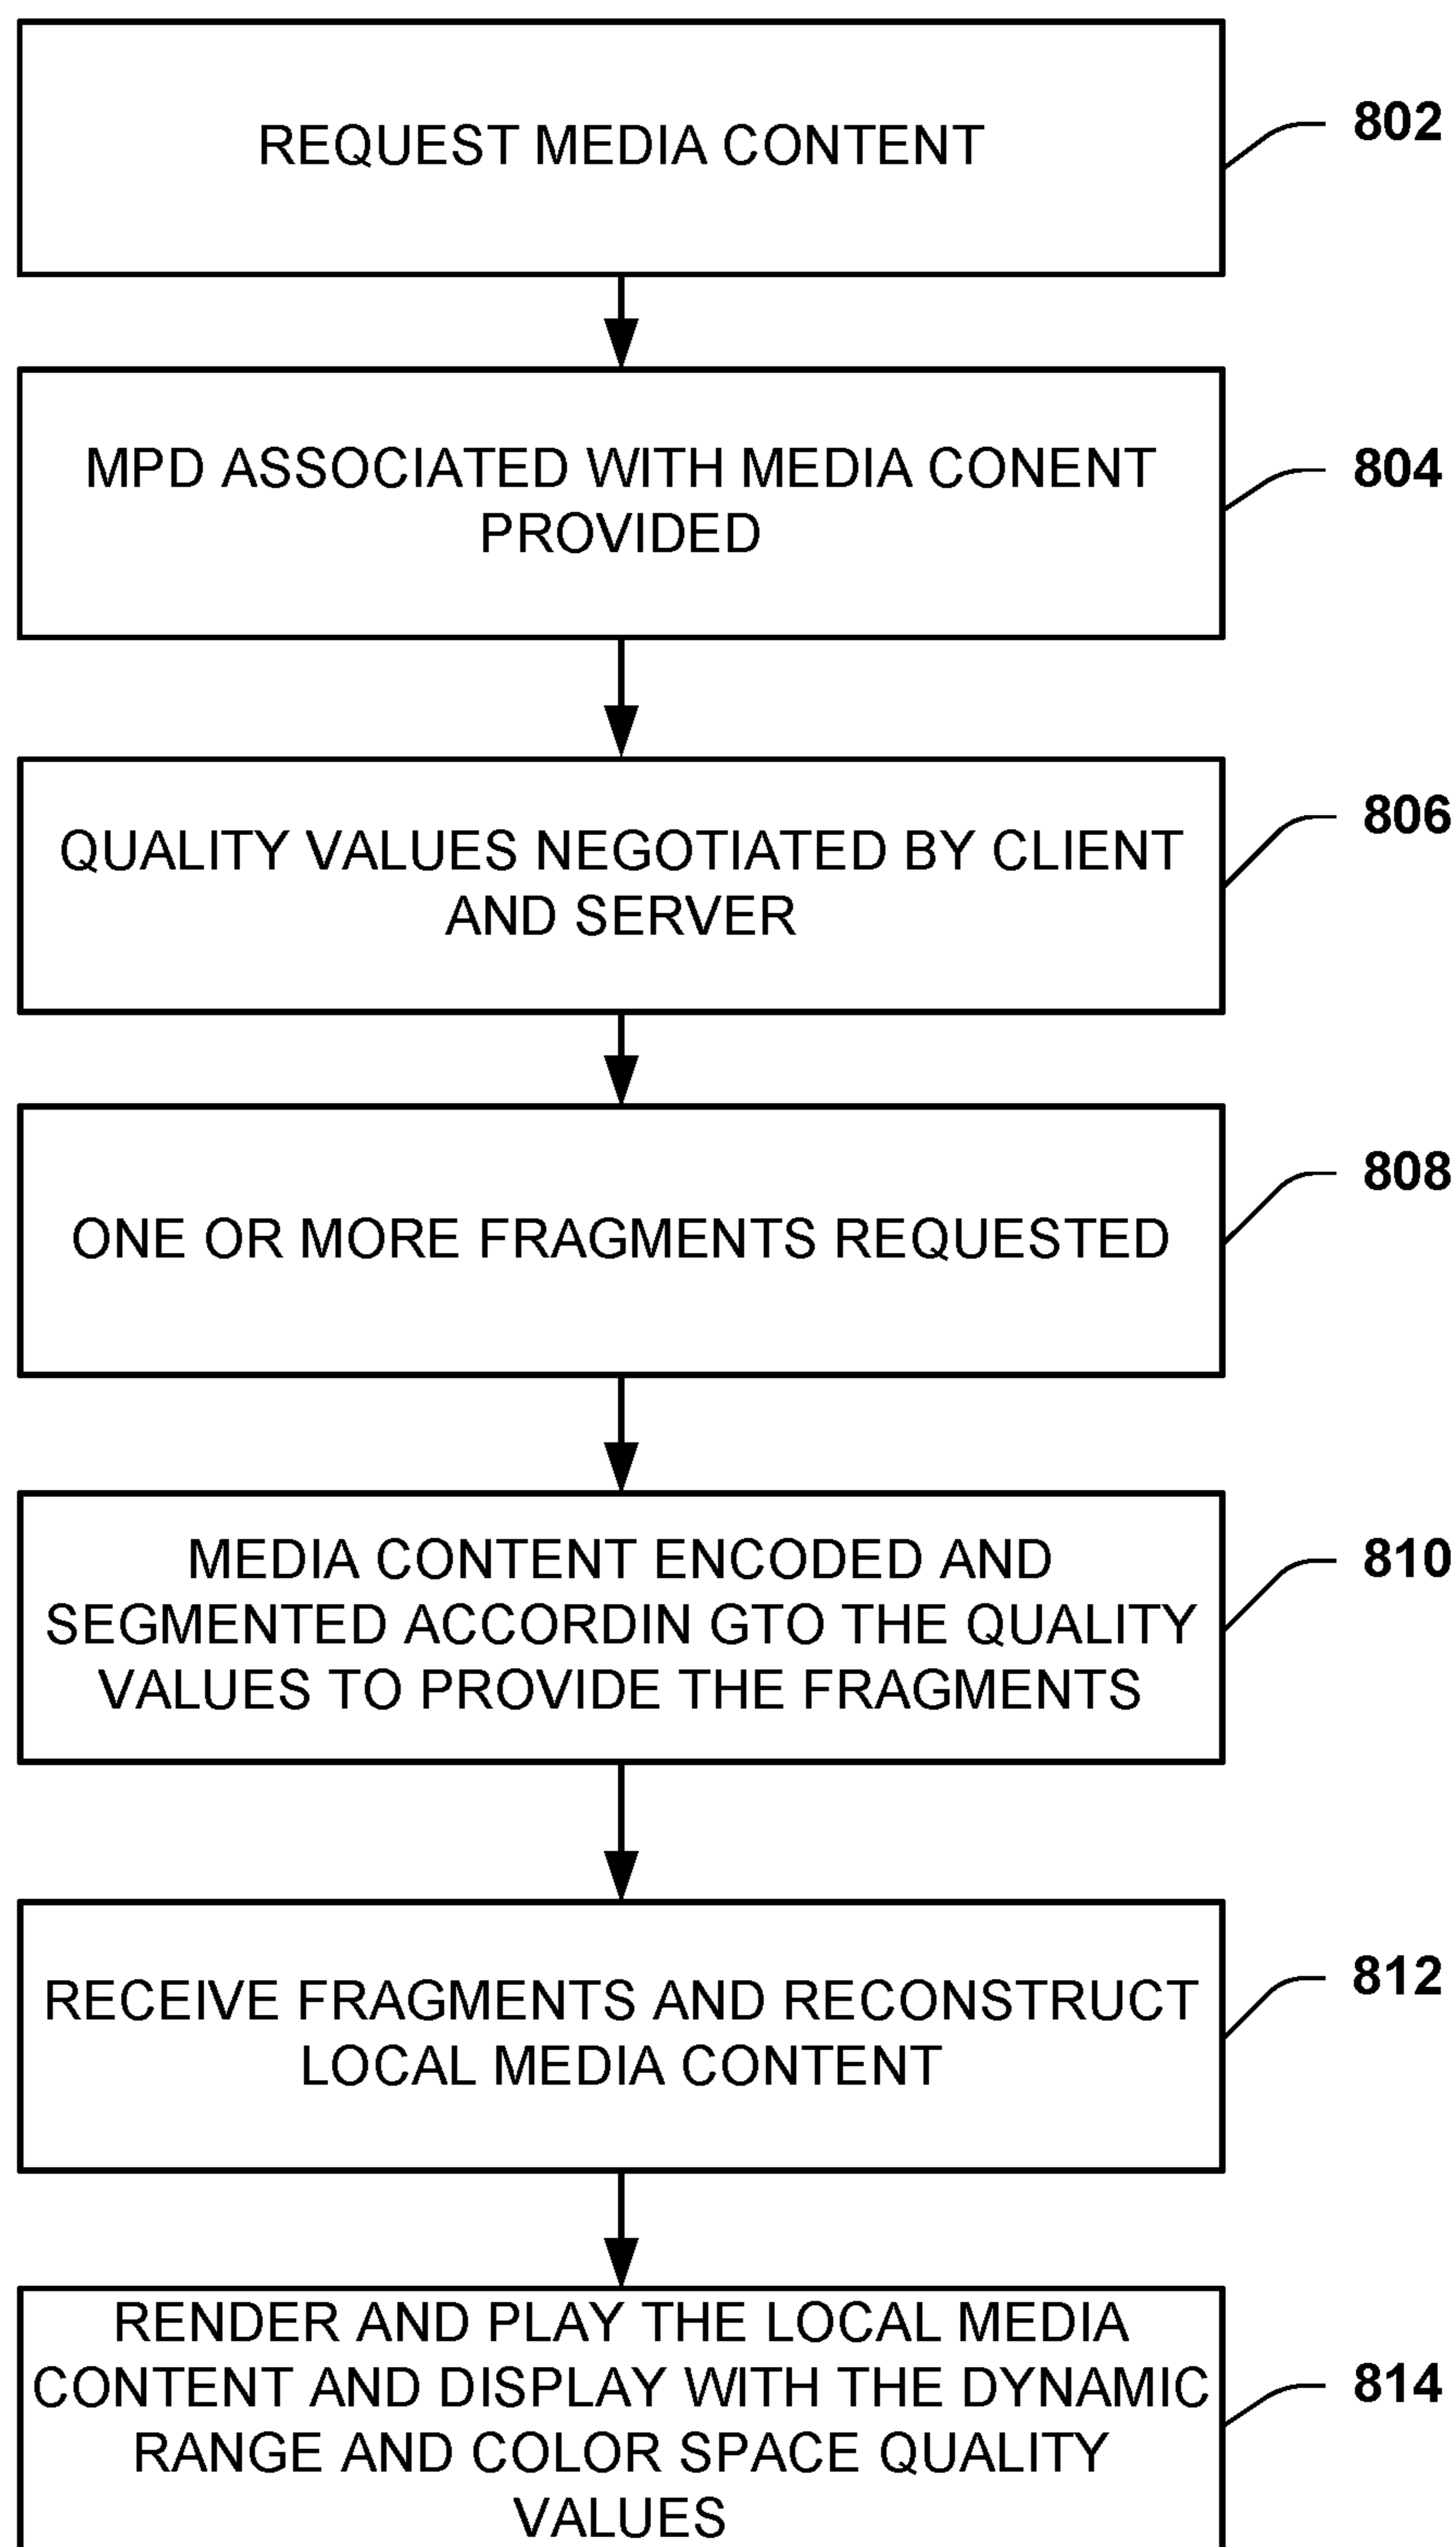 REQUEST MEDIA CONTENT
802
MPD ASSOCIATED WITH MEDIA CONENT
PROVIDED
804
QUALITY VALUES NEGOTIATED BY CLIENT
AND SERVER
806
ONE OR MORE FRAGMENTS REQUESTED
808
MEDIA CONTENT ENCODED AND
SEGMENTED ACCORDIN GTO THE QUALITY
VALUES TO PROVIDE THE FRAGMENTS
810
RECEIVE FRAGMENTS AND RECONSTRUCT
LOCAL MEDIA CONTENT
812
RENDER AND PLAY THE LOCAL MEDIA
CONTENT AND DISPLAY WITH THE DYNAMIC
RANGE AND COLOR SPACE QUALITY
VALUES
814